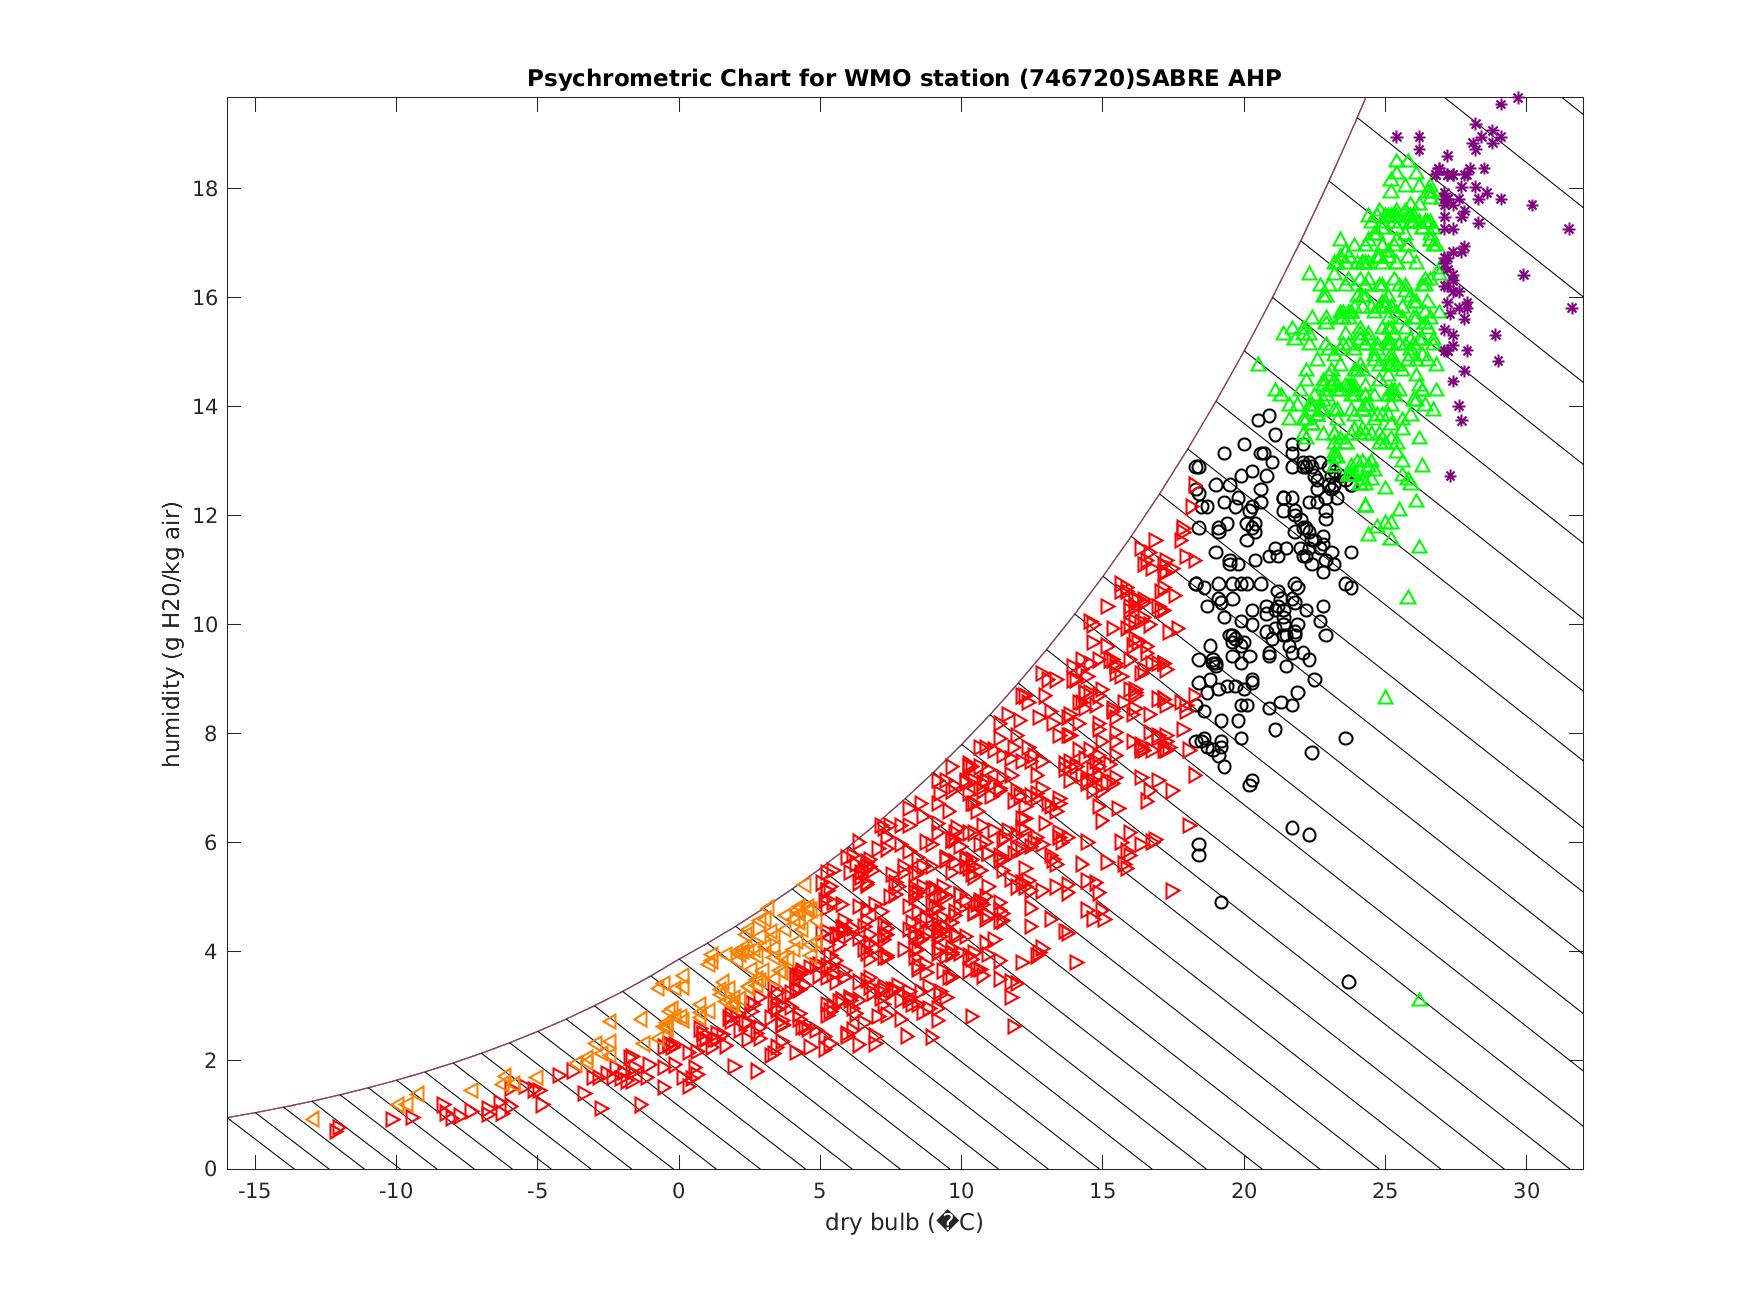 Psychrometric Chart for WMO station (746720)SABRE AHP
humidity (g H20/kg air)
18
16
14
12
10
8
6
4
2
0
-15 -10 -5 0 5 10 15 20 25 30
dry bulb (�C)